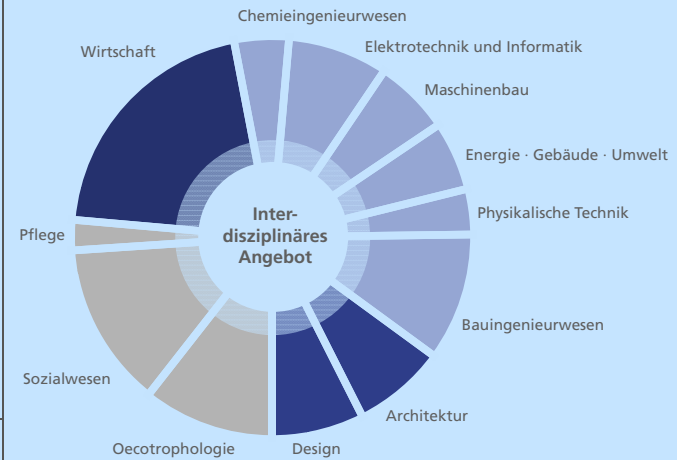 Chemieingenieurwesen
Wirtschaft
Elektrotechnik und Informatik
Maschinenbau
Energie · Gebäude · Umwelt
Physikalische Technik
Inter-
disziplinäres
Angebot
Pflege
Bauingenieurwesen
Sozialwesen
Architektur
Oecotrophologie
Design